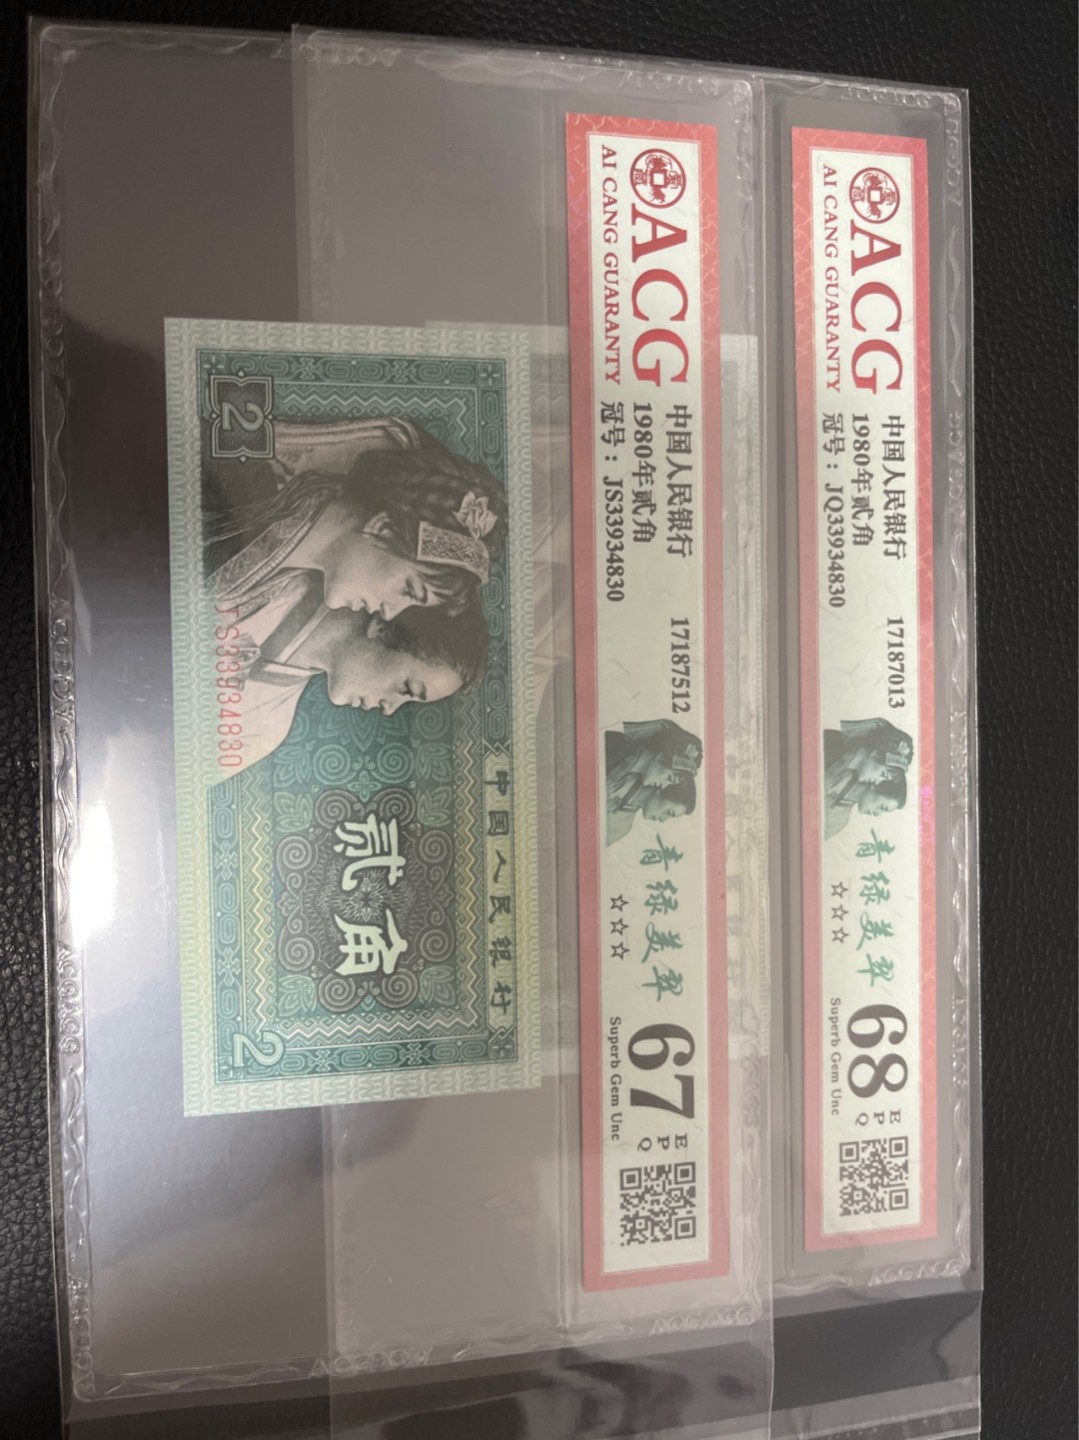 ACG
AI CANG GUARANTY
中国人民银行
1980年贰角
冠号：JQ33934830
17187013
青绿美翠
☆☆☆
68
EPQ
Superb Gem Unc
ACG
AI CANG GUARANTY
中国人民银行
1980年贰角
冠号：JS33934830
17187512
青绿美翠
☆☆☆
67
EPQ
Superb Gem Unc
中国人民银行
贰角
2
2
JS33934830